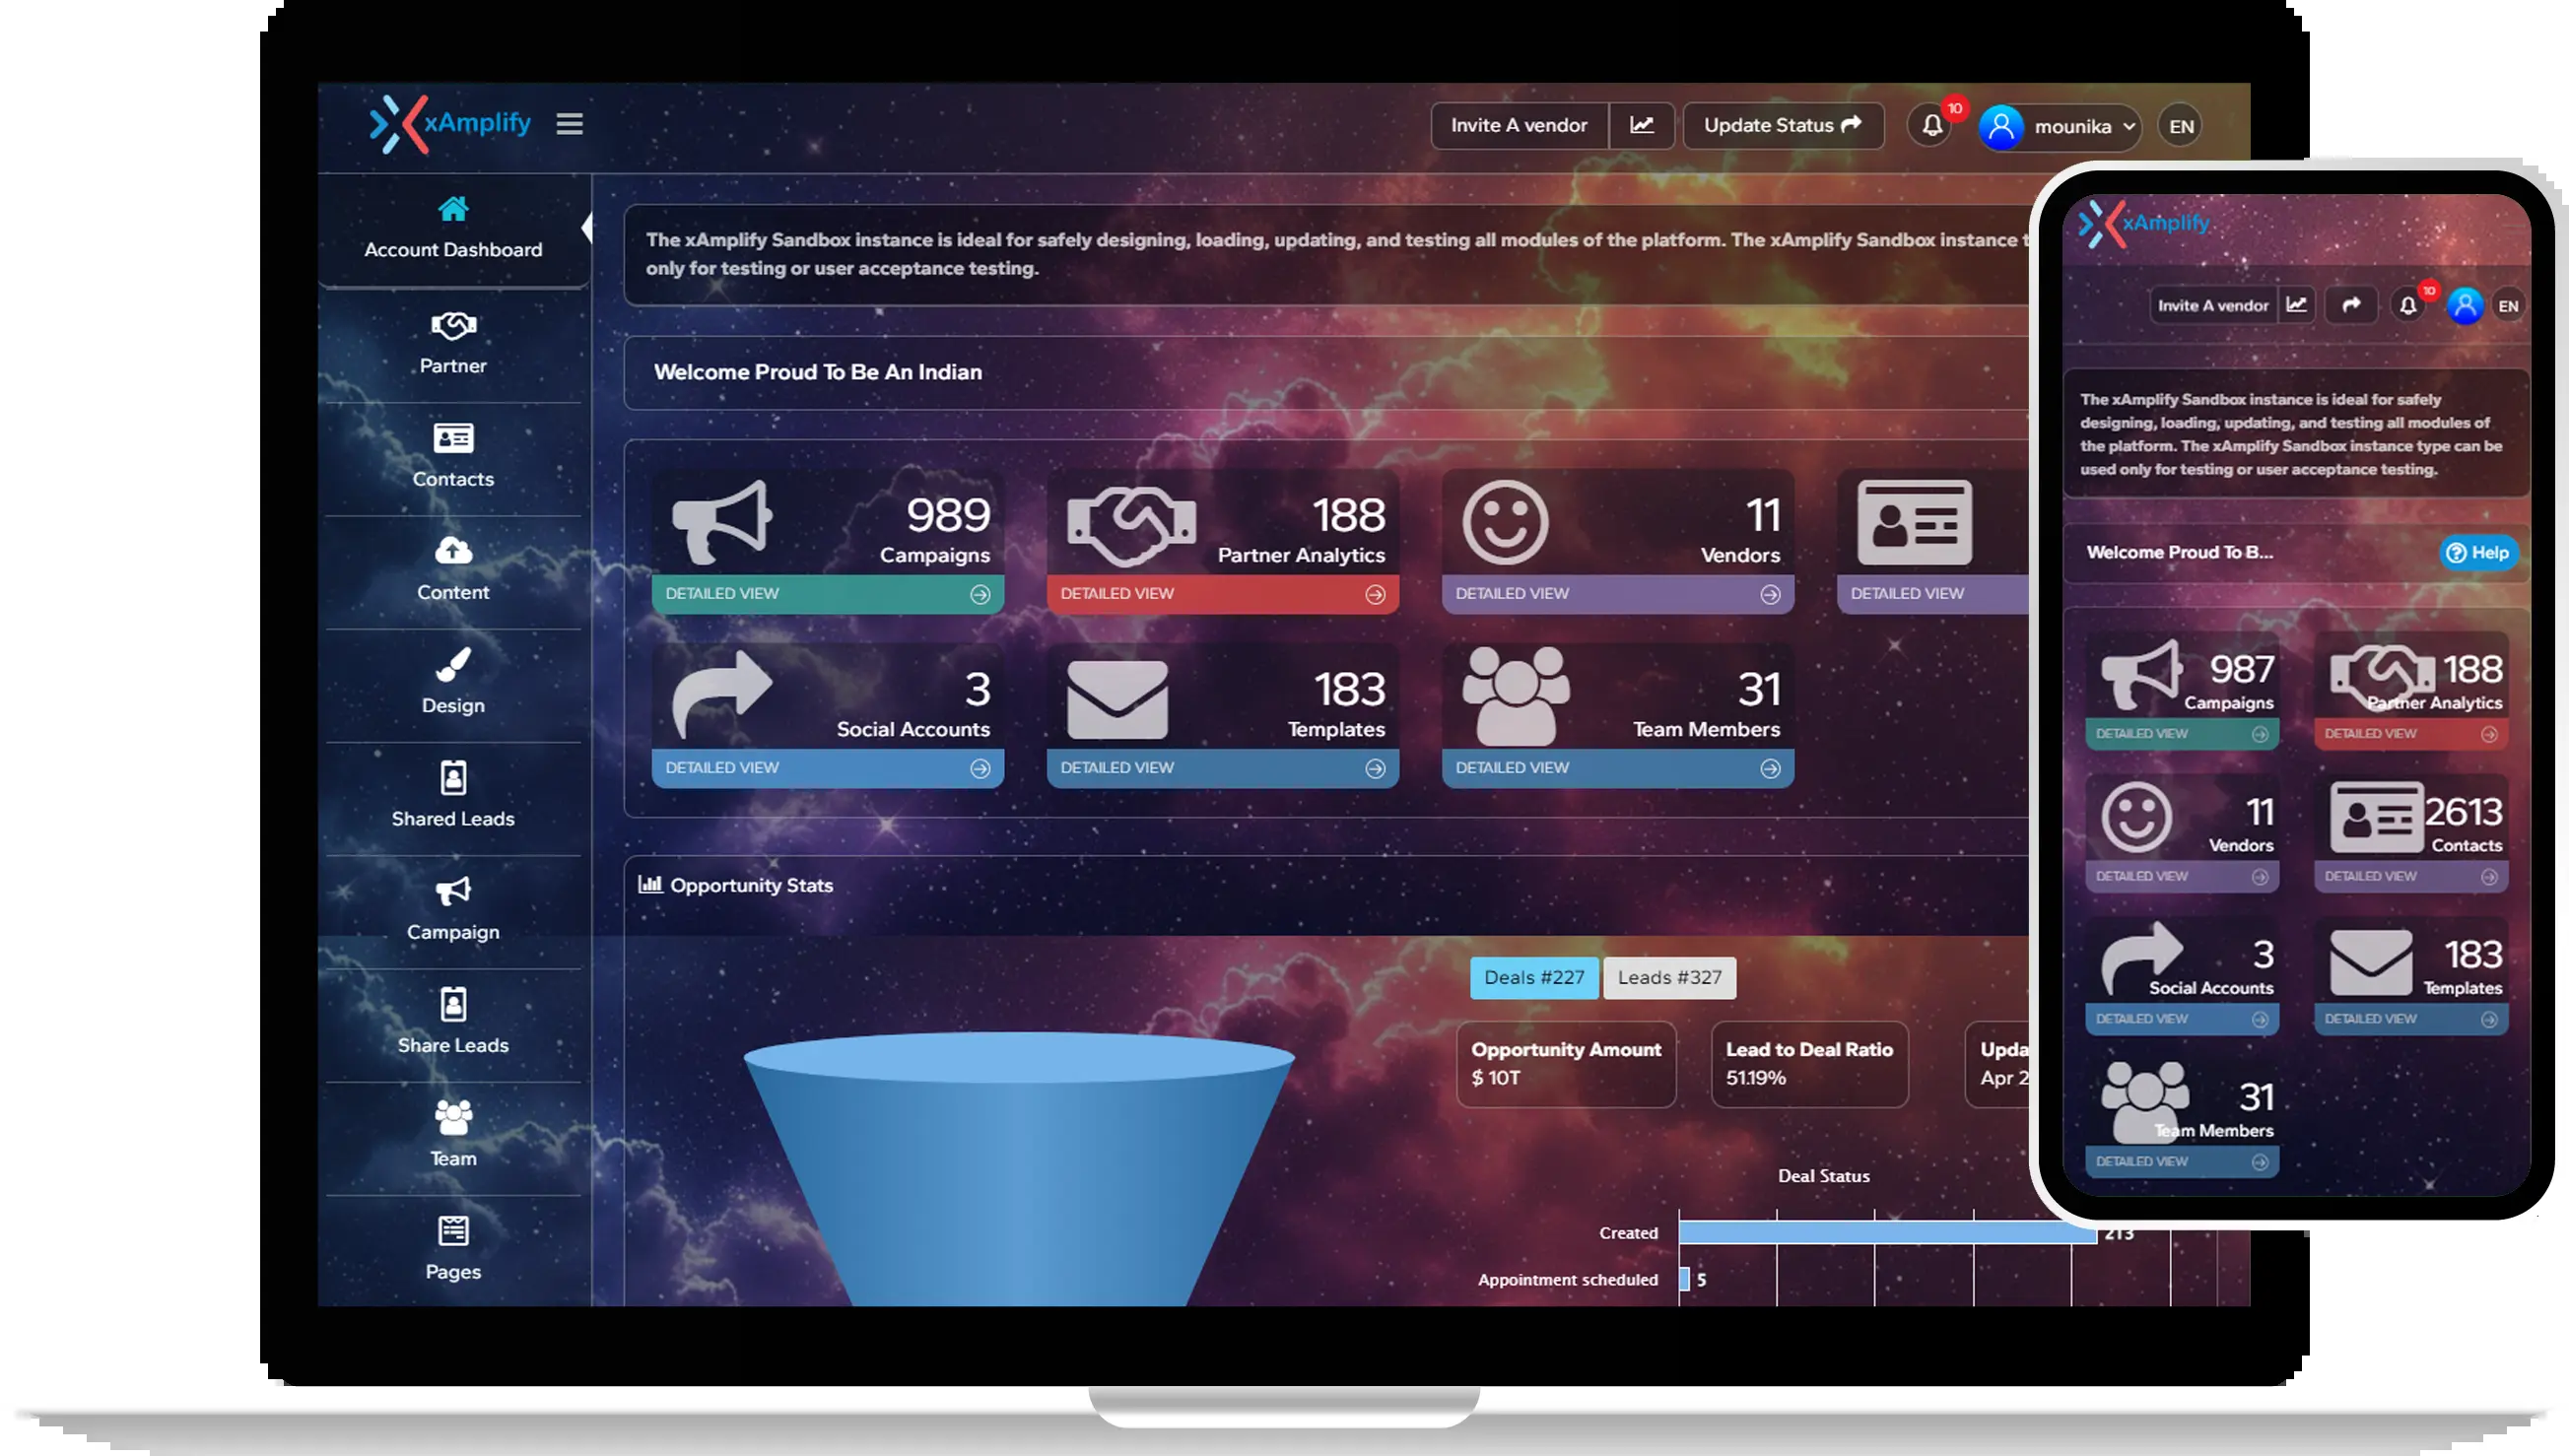 xAmplify
Invite A vendor
Update Status
10
mounika
EN
Account Dashboard
Partner
Contacts
Content
Design
Shared Leads
Campaign
Share Leads
Team
Pages
The xAmplify Sandbox instance is ideal for safely designing, loading, updating, and testing all modules of the platform. The xAmplify Sandbox instance
only for testing or user acceptance testing.
Welcome Proud To Be An Indian
989
Campaigns
DETAILED VIEW
188
Partner Analytics
DETAILED VIEW
11
Vendors
DETAILED VIEW
DETAILED VIEW
3
Social Accounts
DETAILED VIEW
183
Templates
DETAILED VIEW
31
Team Members
DETAILED VIEW
Opportunity Stats
Deals #227
Leads #327
Opportunity Amount
$ 10T
Lead to Deal Ratio
51.19%
Apr 2
Deal Status
Created
213
Appointment scheduled
5
xAmplify
Invite A vendor
10
EN
The xAmplify Sandbox instance is ideal for safely
designing, loading, updating, and testing all modules of
the platform. The xAmplify Sandbox instance type can be
used only for testing or user acceptance testing.
Welcome Proud To B...
Help
987
Campaigns
DETAILED VIEW
188
Partner Analytics
DETAILED VIEW
11
Vendors
DETAILED VIEW
2613
Contacts
DETAILED VIEW
3
Social Accounts
DETAILED VIEW
183
Templates
DETAILED VIEW
31
Team Members
DETAILED VIEW